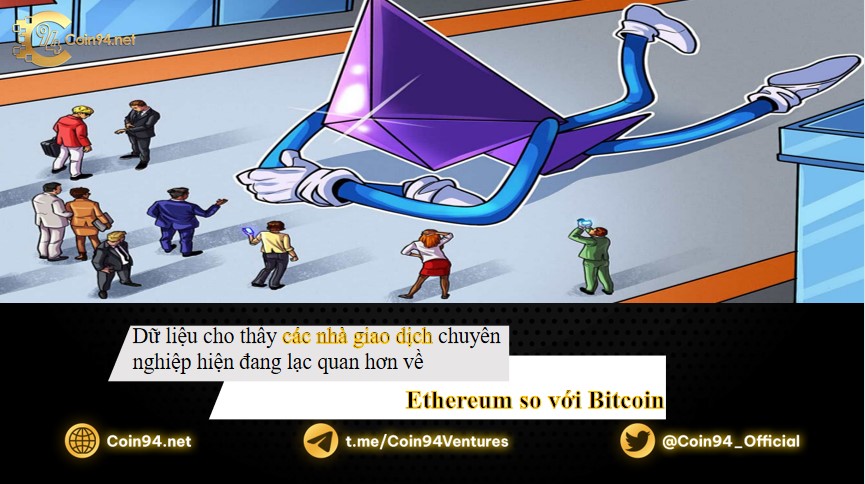 Coin94.net
Dữ liệu cho thấy các nhà giao dịch chuyên
nghiệp hiện đang lạc quan hơn về
Ethereum so với Bitcoin
Coin94.net
t.me/Coin94Ventures
@Coin94_Official